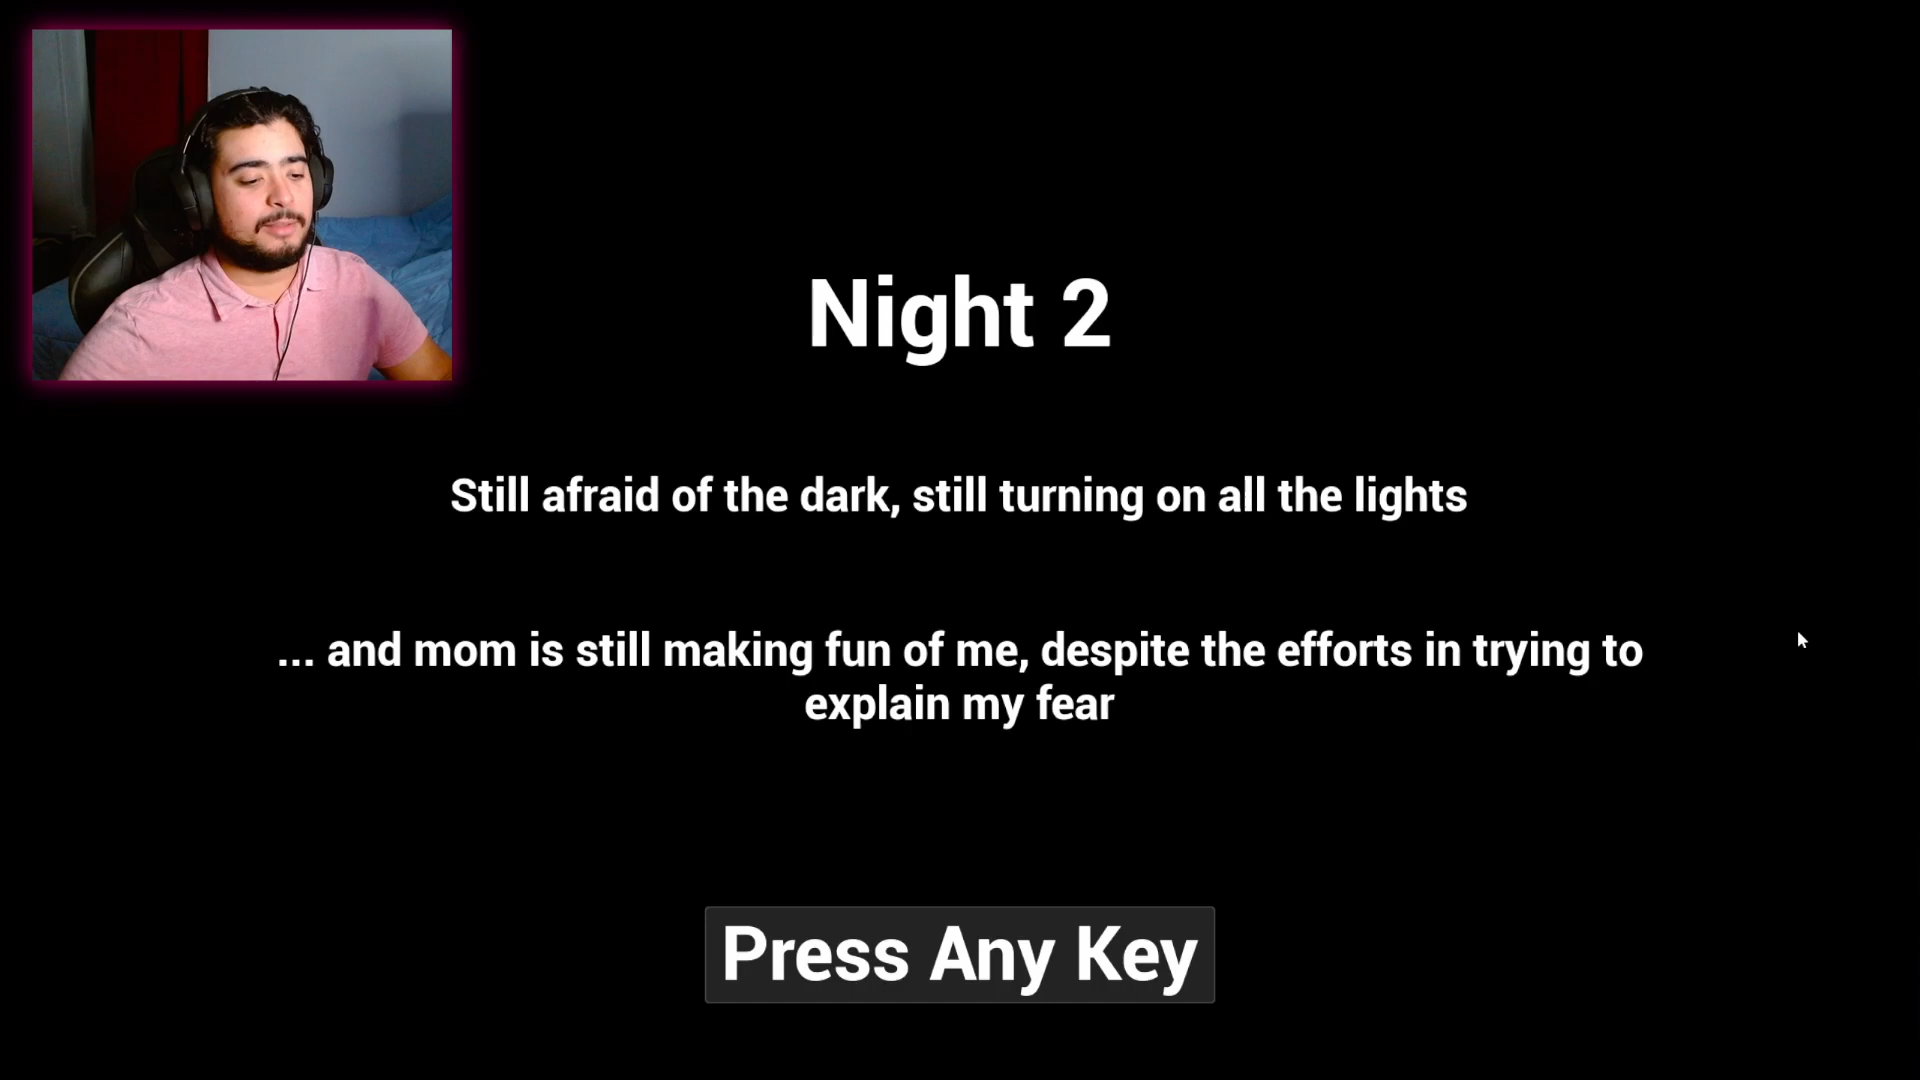 Night 2
Still afraid of the dark, still turning on all the lights
... and mom is still making fun of me, despite the efforts in trying to
explain my fear
Press Any Key